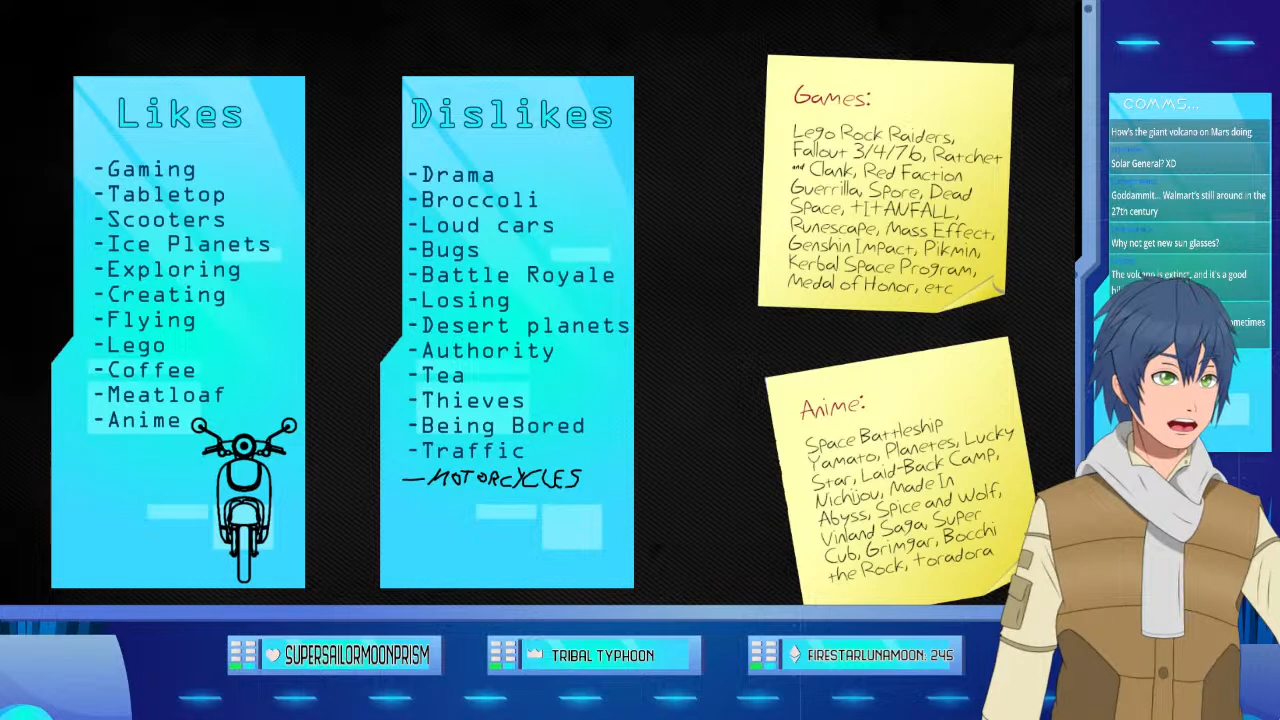 Likes
-Gaming
-Tabletop
-Scooters
-Ice Planets
-Exploring
-Creating
-Flying
-Lego
-Coffee
-Meatloaf
-Anime
Dislikes
-Drama
-Broccoli
-Loud cars
-Bugs
-Battle Royale
-Losing
-Desert planets
-Authority
-Tea
-Thieves
-Being Bored
-Traffic
-MOTORCYCLES
Games:
Lego Rock Raiders,
Fallout 3/4/76, Ratchet
and Clank, Red Faction
Guerrilla, Spore, Dead
Space, tItANFALL,
Runescape, Mass Effect,
Genshin Impact, Pikmin,
Kerbal Space Program,
Medal of Honor, etc
Anime:
Space Battleship
Yamato, Planetes, Lucky
Star, Laid-Back Camp,
Nichijou, Made In
Abyss, Spice and Wolf,
Vinland Saga, Super
Cub, Grimgar, Bocchi
the Rock, toradora
COMMS...
How's the giant volcano on Mars doing
Solar General? XD
Goddammit... Walmart's still around in the
27th century
Why not get new sun glasses?
The volcano is extinct, and it's a good
sometimes
SUPERSAILORMOONPRISM
TRIBAL TYPHOON
FIRESTARLUNAMOON: 245